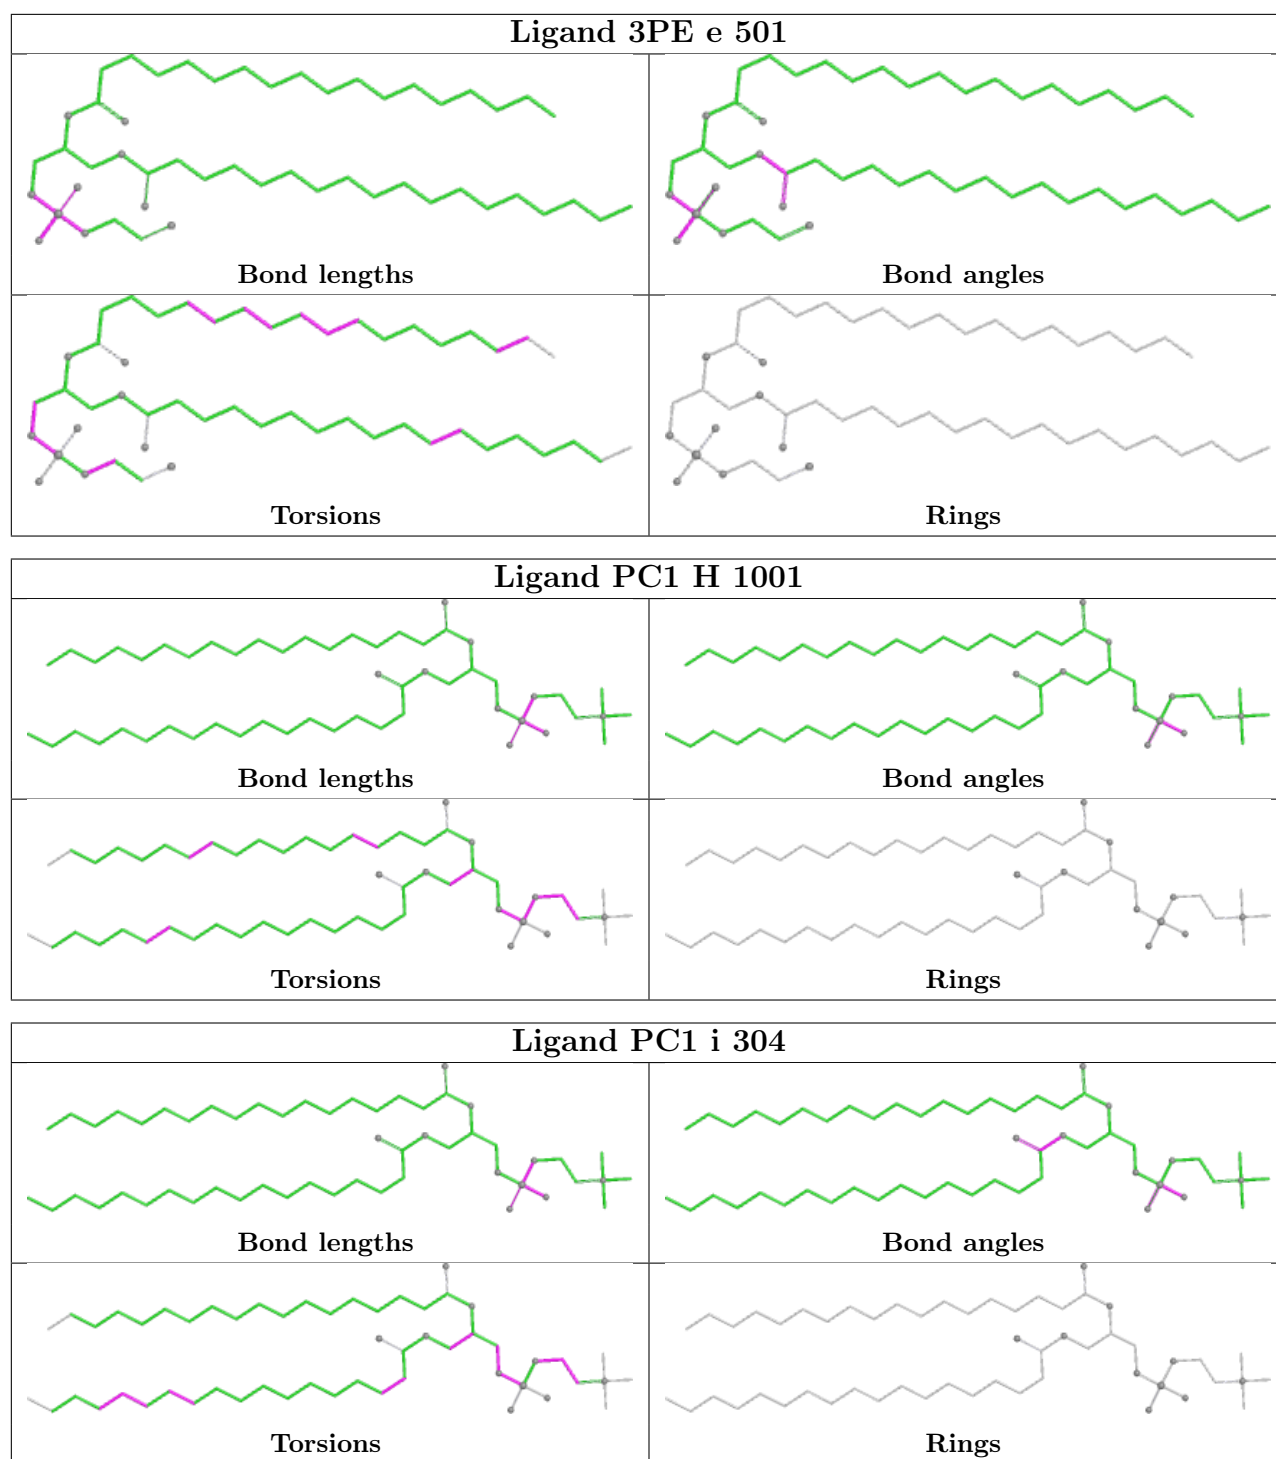 Ligand 3PE e 501
Bond lengths
Bond angles
Torsions
Rings
Ligand PC1 H 1001
Bond lengths
Bond angles
Torsions
Rings
Ligand PC1 i 304
Bond lengths
Bond angles
Torsions
Rings